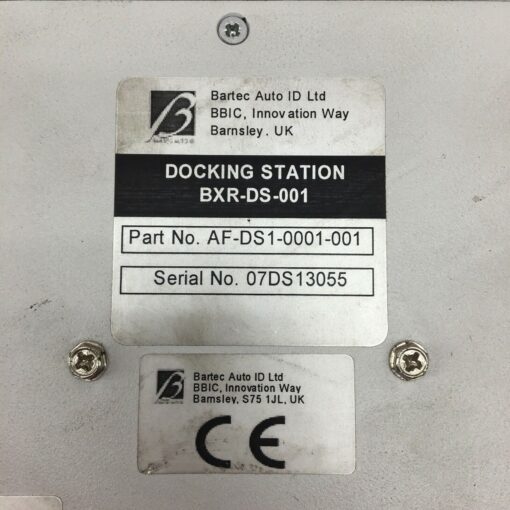 Bartec Auto ID Ltd
BBIC, Innovation Way
Barnsley. UK
DOCKING STATION
BXR-DS-001
Part No. AF-DS1-0001-001
Serial No. 07DS13055
Bartec Auto ID Ltd
BBIC, Innovation Way
Barnsley, S75 1JL, UK
CE